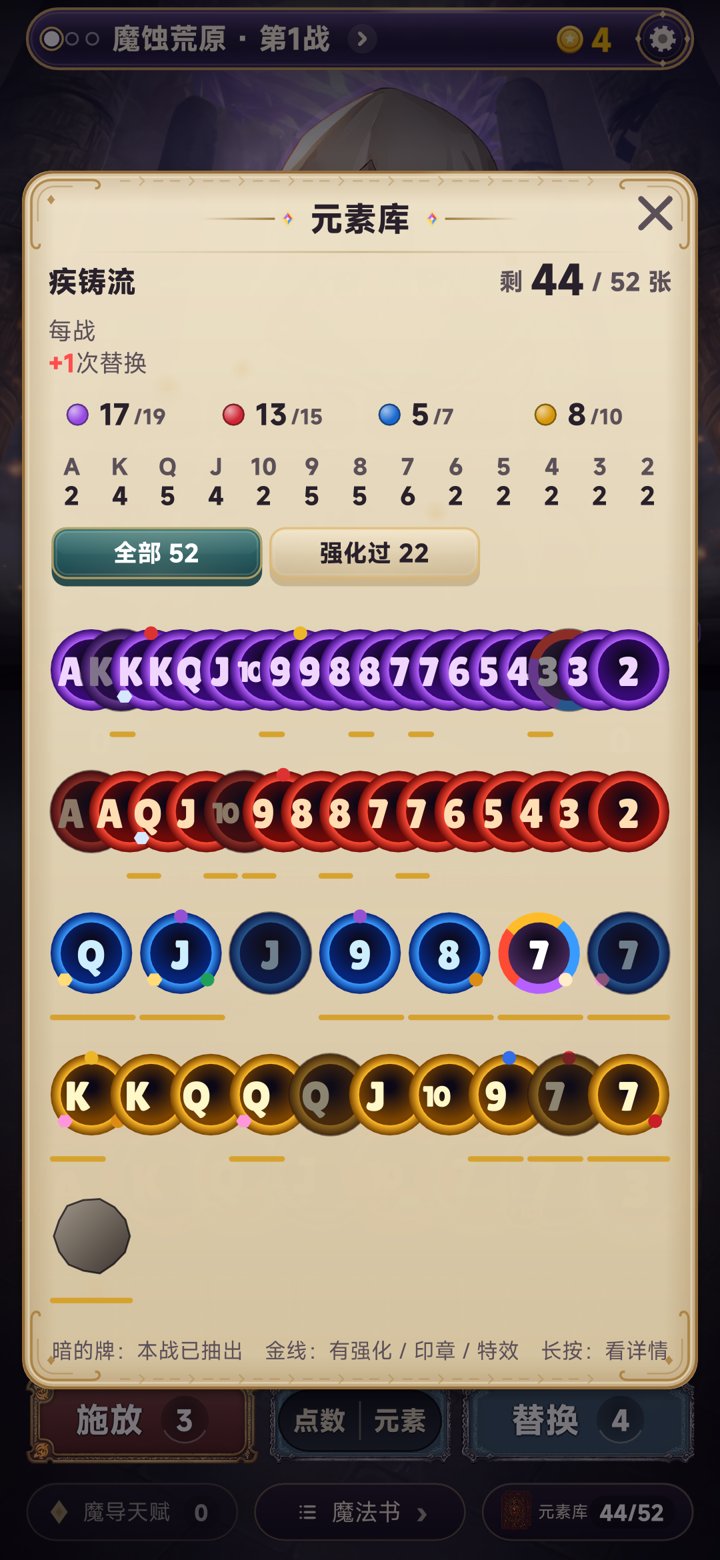 魔蚀荒原 · 第1战 4
元素库
疾铸流 剩 44 / 52 张
每战
+1次替换
17/19 13/15 5/7 8/10
A K Q J 10 9 8 7 6 5 4 3 2
2 4 5 4 2 5 5 6 2 2 2 2 2
全部 52 强化过 22
A K K K Q J 10 9 9 8 8 7 7 6 5 4 3 3 2
A A Q J 10 9 8 8 7 7 6 5 4 3 2
Q J J 9 8 7 7
K K Q Q Q J 10 9 7 7
暗的牌：本战已抽出 金线：有强化 / 印章 / 特效 长按：看详情
施放 3 点数 元素 替换 4
魔导天赋 0 魔法书 元素库 44/52